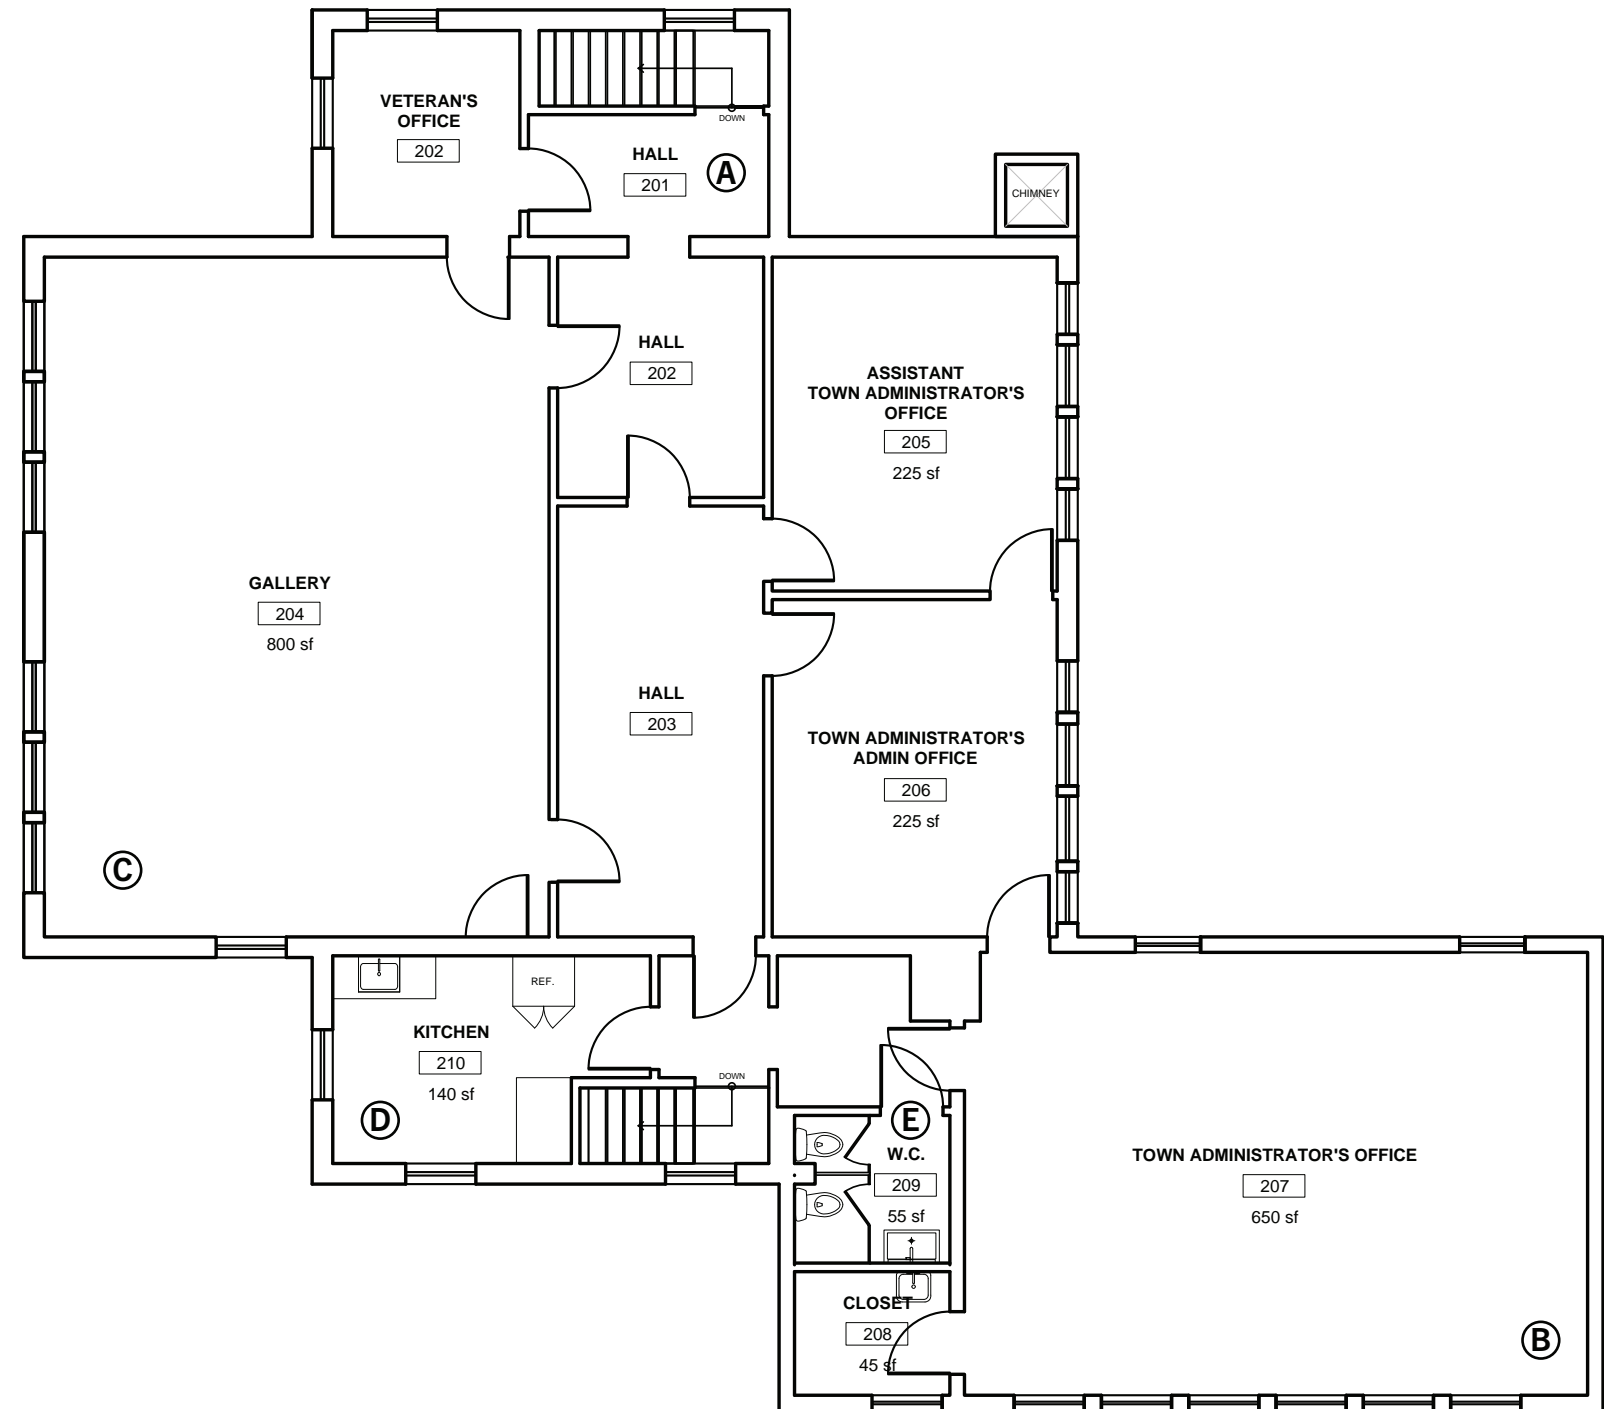 VETERAN'S
OFFICE
202
DOWN
HALL
201
A
CHIMNEY
HALL
202
ASSISTANT
TOWN ADMINISTRATOR'S
OFFICE
205
225 sf
GALLERY
204
800 sf
HALL
203
TOWN ADMINISTRATOR'S
ADMIN OFFICE
206
225 sf
C
REF.
KITCHEN
210
140 sf
D
DOWN
E
W.C.
209
55 sf
TOWN ADMINISTRATOR'S OFFICE
207
650 sf
CLOSET
208
45 sf
B